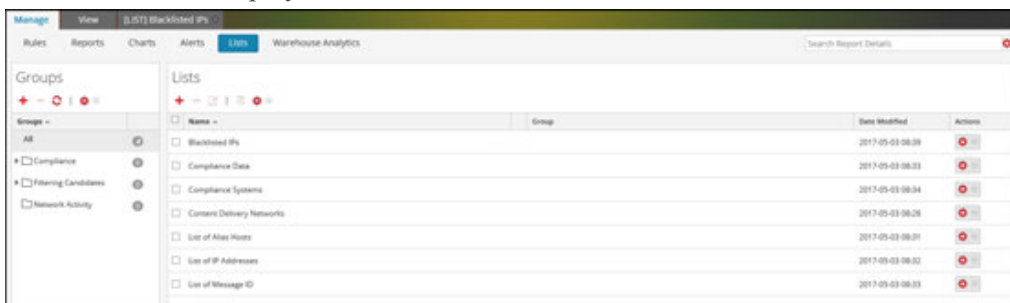 Manage View [LIST] Blacklisted IPs
Rules Reports Charts Alerts Lists Warehouse Analytics Search Report Details
Groups
Lists
Groups
Name Group Date Modified Actions
All
Blacklisted IPs 2017-05-03 08:39
Compliance
Compliance Data 2017-05-03 08:33
Filtering Candidates
Compliance Systems 2017-05-03 08:34
Network Activity
Content Delivery Networks 2017-05-03 08:28
List of Alias Hosts 2017-05-03 08:31
List of IP Addresses 2017-05-03 08:32
List of Message ID 2017-05-03 08:33